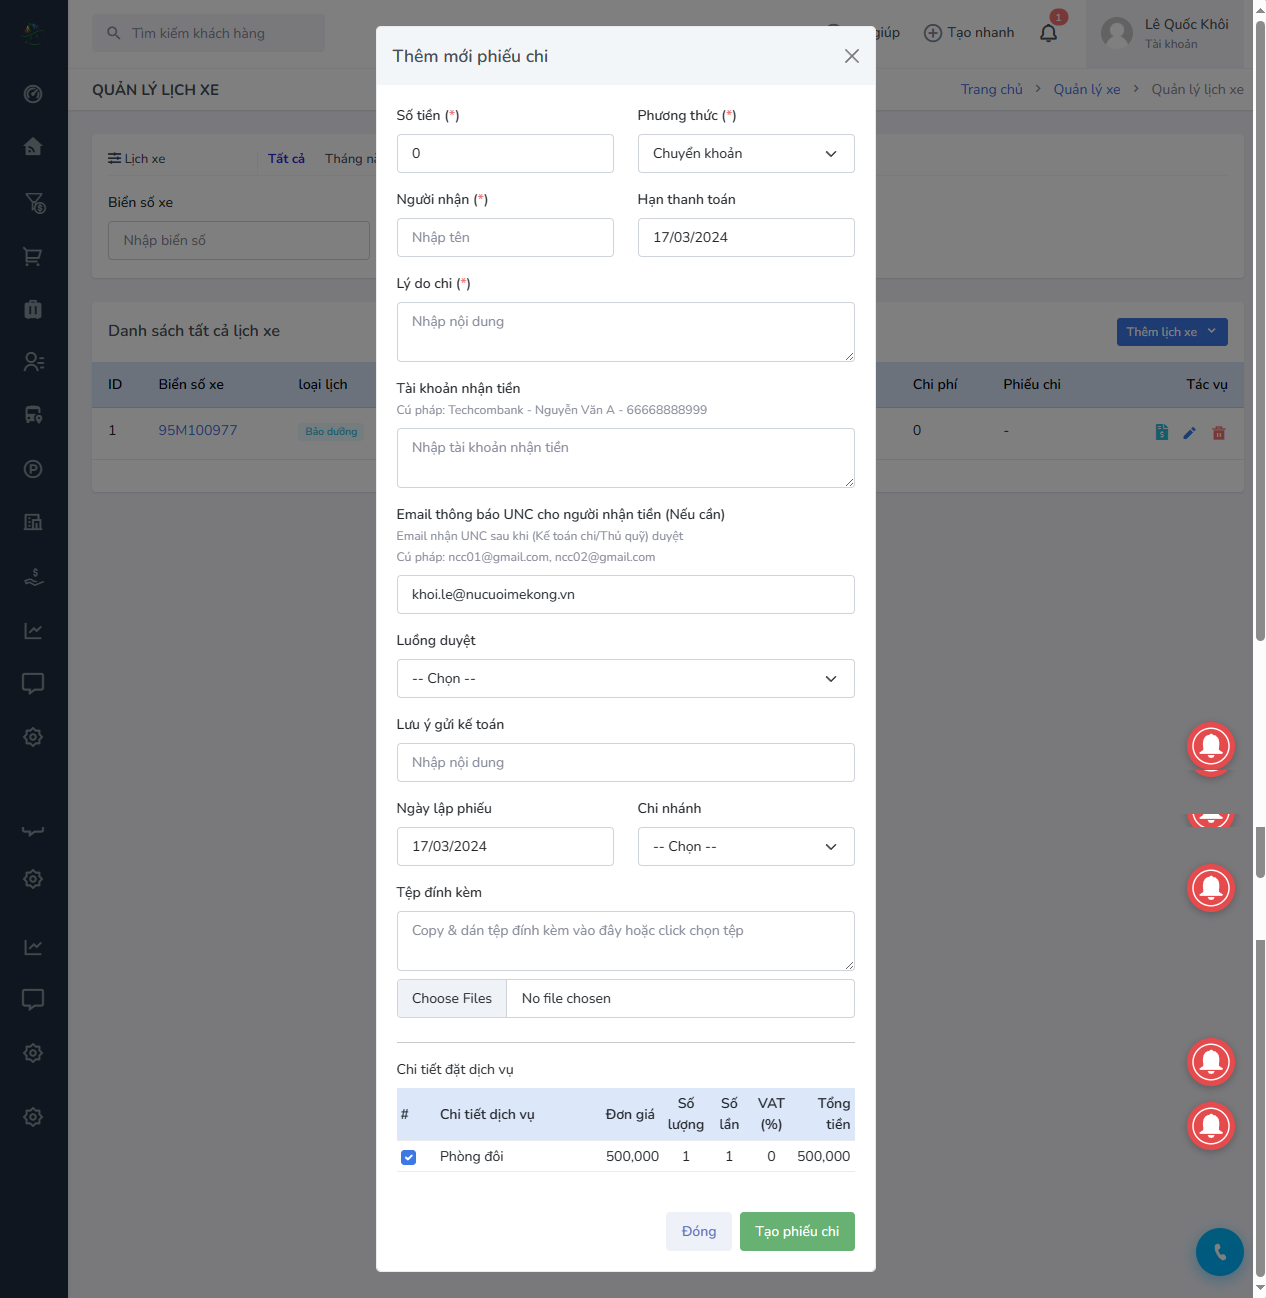 Tìm kiếm khách hàng
giúp
Tạo nhanh
1
Lê Quốc Khôi
Tài khoản
QUẢN LÝ LỊCH XE
Trang chủ > Quản lý xe > Quản lý lịch xe
Lịch xe
Tất cả
Tháng
Biển số xe
Nhập biển số
Danh sách tất cả lịch xe
Thêm lịch xe
ID Biển số xe loại lịch Chi phí Phiếu chi Tác vụ
1 95M100977 Bảo dưỡng 0 -
Thêm mới phiếu chi
Số tiền (*) Phương thức (*)
0 Chuyển khoản
Người nhận (*) Hạn thanh toán
Nhập tên 17/03/2024
Lý do chi (*)
Nhập nội dung
Tài khoản nhận tiền
Cú pháp: Techcombank - Nguyễn Văn A - 66668888999
Nhập tài khoản nhận tiền
Email thông báo UNC cho người nhận tiền (Nếu cần)
Email nhận UNC sau khi (Kế toán chi/Thủ quỹ) duyệt
Cú pháp: ncc01@gmail.com, ncc02@gmail.com
khoi.le@nucuoimekong.vn
Luồng duyệt
-- Chọn --
Lưu ý gửi kế toán
Nhập nội dung
Ngày lập phiếu Chi nhánh
17/03/2024 -- Chọn --
Tệp đính kèm
Copy & dán tệp đính kèm vào đây hoặc click chọn tệp
Choose Files No file chosen
Chi tiết đặt dịch vụ
# Chi tiết dịch vụ Đơn giá Số lượng Số lần VAT (%) Tổng tiền
Phòng đôi 500,000 1 1 0 500,000
Đóng Tạo phiếu chi